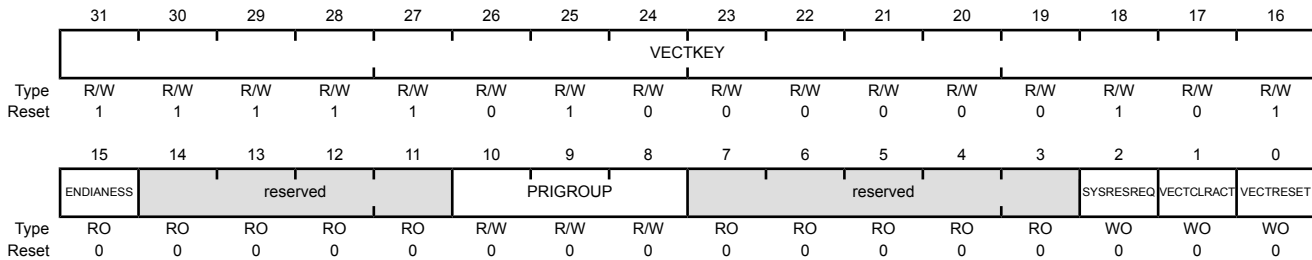 31 30 29 28 27 26 25 24 23 22 21 20 19 18 17 16
VECTKEY
Type R/W R/W R/W R/W R/W R/W R/W R/W R/W R/W R/W R/W R/W R/W R/W R/W
Reset 1 1 1 1 1 0 1 0 0 0 0 0 0 1 0 1
15 14 13 12 11 10 9 8 7 6 5 4 3 2 1 0
ENDIANESS reserved PRIGROUP reserved SYSRESREQ VECTCLRACT VECTRESET
Type RO RO RO RO RO R/W R/W R/W RO RO RO RO RO WO WO WO
Reset 0 0 0 0 0 0 0 0 0 0 0 0 0 0 0 0